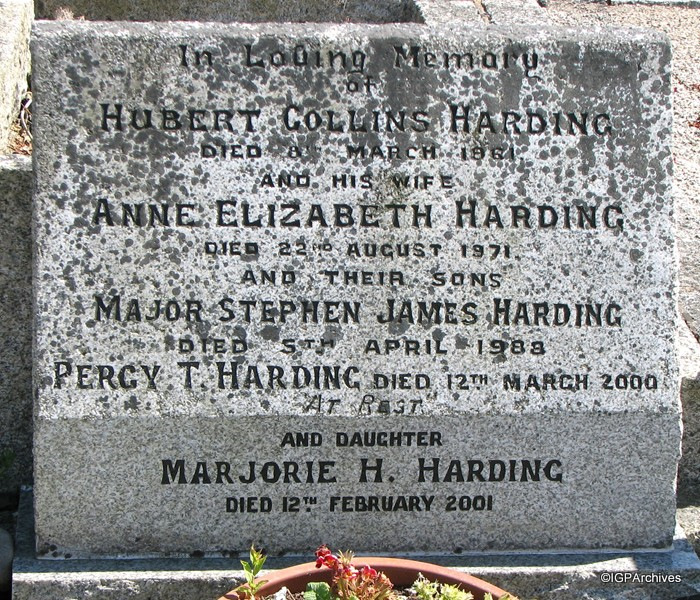 In Loving Memory
of
HUBERT COLLINS HARDING
DIED 8TH MARCH 1961
AND HIS WIFE
ANNE ELIZABETH HARDING
DIED 22ND AUGUST 1971.
AND THEIR SONS
MAJOR STEPHEN JAMES HARDING
DIED 5TH APRIL 1988
PERCY T. HARDING DIED 12TH MARCH 2000
"AT REST"
AND DAUGHTER
MARJORIE H. HARDING
DIED 12TH FEBRUARY 2001
©IGPArchives